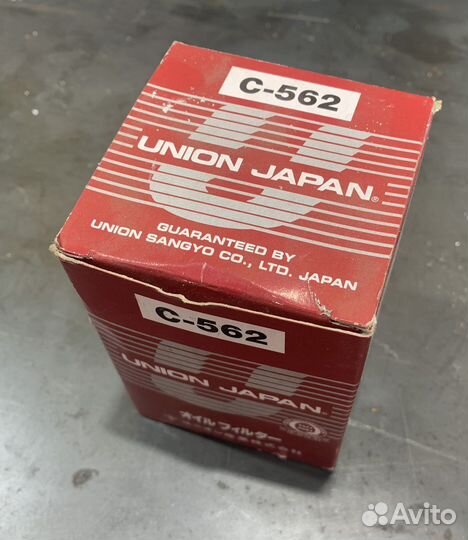 C-562
UNION JAPAN®
GUARANTEED BY
UNION SANGYO CO., LTD. JAPAN
C-562
UNION JAPAN
オイルフィルター
Avito